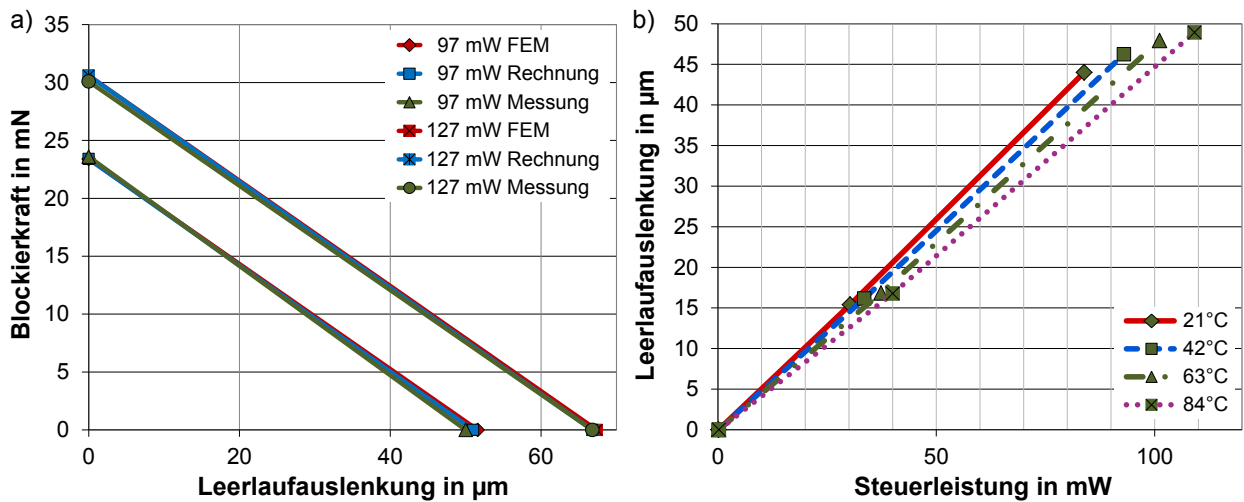 a)
Blockierkraft in mN
35
30
25
20
15
10
5
0
0 20 40 60
Leerlaufauslenkung in µm
97 mW FEM
97 mW Rechnung
97 mW Messung
127 mW FEM
127 mW Rechnung
127 mW Messung
b)
Leerlaufauslenkung in µm
50
45
40
35
30
25
20
15
10
5
0
0 50 100
Steuerleistung in mW
21°C
42°C
63°C
84°C